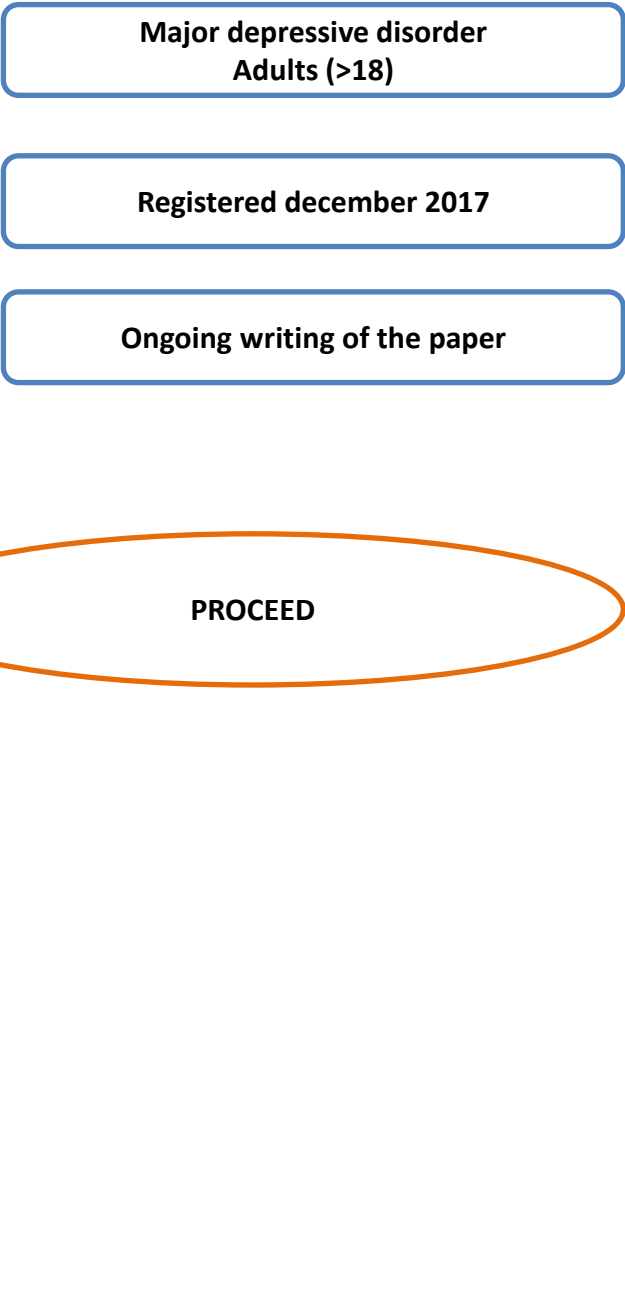 Major depressive disorder
Adults (>18)
Registered december 2017
Ongoing writing of the paper
PROCEED